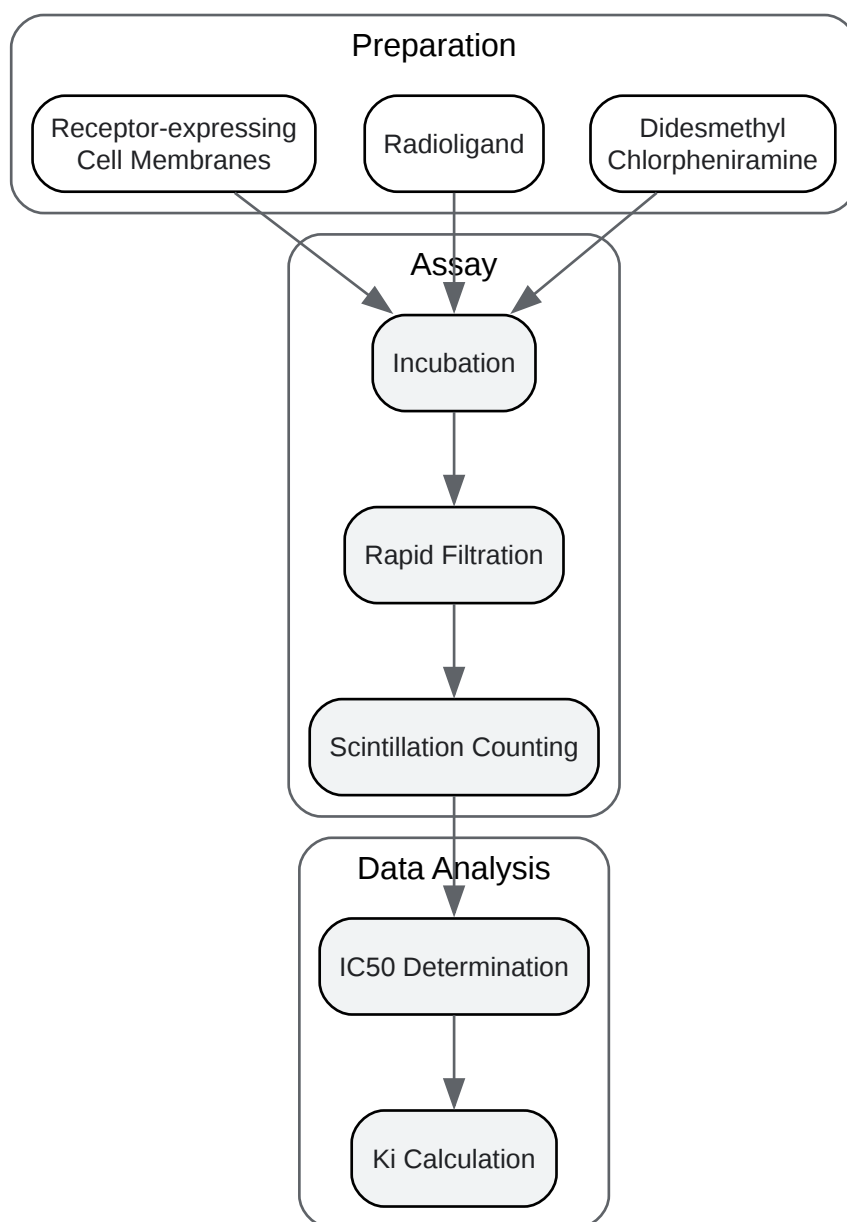 Preparation
Receptor-expressing
Cell Membranes
Radioligand
Didesmethyl
Chlorpheniramine
Assay
Incubation
Rapid Filtration
Scintillation Counting
Data Analysis
IC50 Determination
Ki Calculation